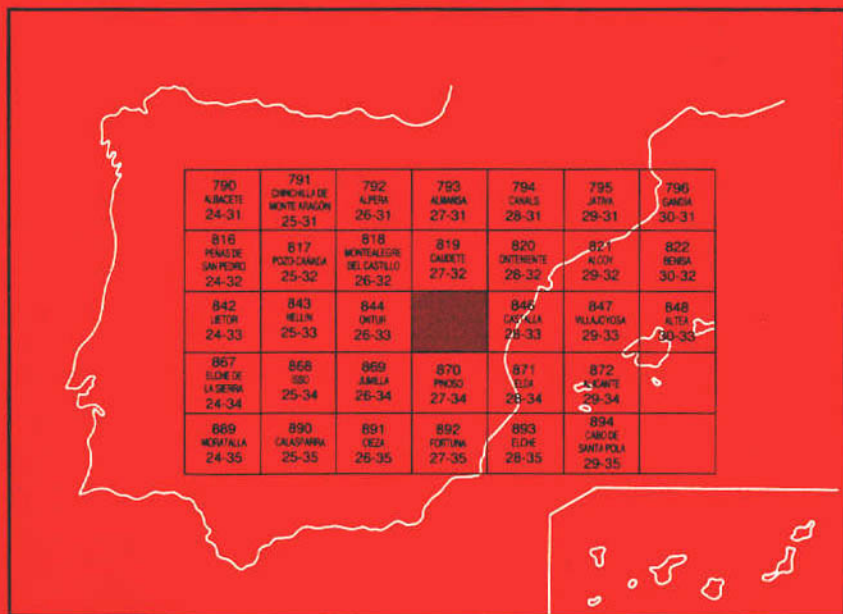 790
ALBACETE
24-31
791
CHINCHILLA DE
MONTE ARAGÓN
25-31
792
ALPERA
26-31
793
ALMANSA
27-31
794
CANALS
28-31
795
JATIVA
29-31
796
GANDIA
30-31
816
PEÑAS DE
SAN PEDRO
24-32
817
POZO-CAÑADA
25-32
818
MONTEALEGRE
DEL CASTILLO
26-32
819
CAUDETE
27-32
820
ONTENIENTE
28-32
821
ALCOY
29-32
822
BENISA
30-32
842
LIETOR
24-33
843
HELLIN
25-33
844
ONTUR
26-33
846
CASTALLA
28-33
847
VILLAJOYOSA
29-33
848
ALTEA
30-33
867
ELCHE DE
LA SIERRA
24-34
868
ISSO
25-34
869
JUMILLA
26-34
870
PINOSO
27-34
871
ELDA
28-34
872
ALICANTE
29-34
889
MORATALLA
24-35
890
CALASPARRA
25-35
891
CIEZA
26-35
892
FORTUNA
27-35
893
ELCHE
28-35
894
CABO DE
SANTA POLA
29-35